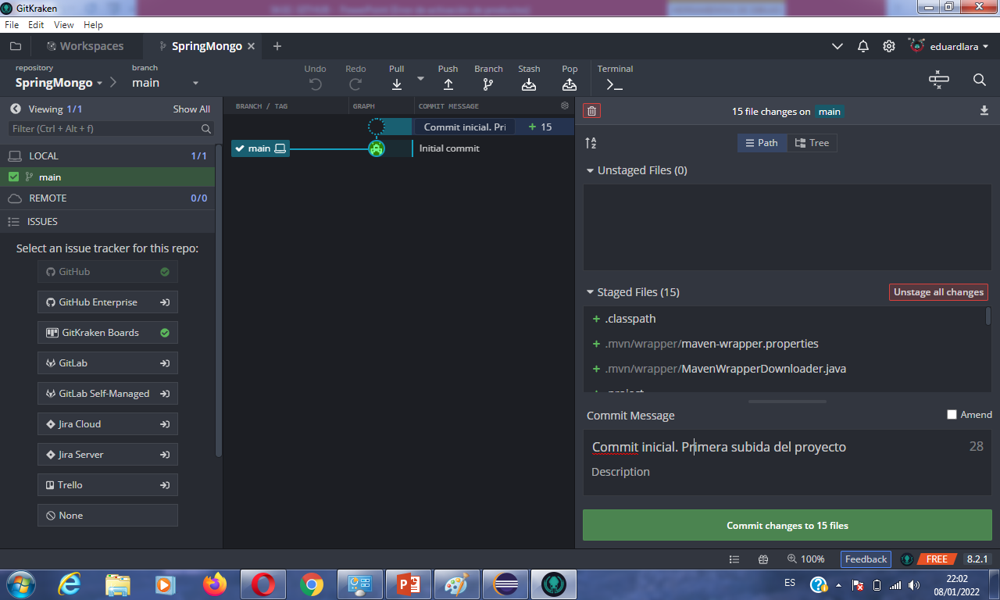 GitKraken
File Edit View Help
Workspaces
SpringMongo
eduardlara
repository
SpringMongo
branch
main
Undo
Redo
Pull
Push
Branch
Stash
Pop
Terminal
Viewing 1/1
Show All
Filter (Ctrl + Alt + f)
LOCAL 1/1
main
REMOTE 0/0
ISSUES
Select an issue tracker for this repo:
GitHub
GitHub Enterprise
GitKraken Boards
GitLab
GitLab Self-Managed
Jira Cloud
Jira Server
Trello
None
BRANCH / TAG
GRAPH
COMMIT MESSAGE
Commit inicial. Pri
+ 15
main
Initial commit
15 file changes on main
Path
Tree
Unstaged Files (0)
Staged Files (15)
Unstage all changes
+ .classpath
+ .mvn/wrapper/maven-wrapper.properties
+ .mvn/wrapper/MavenWrapperDownloader.java
+ .project
Commit Message
Amend
Commit inicial. Primera subida del proyecto
28
Description
Commit changes to 15 files
100%
Feedback
FREE
8.2.1
ES
22:02
08/01/2022